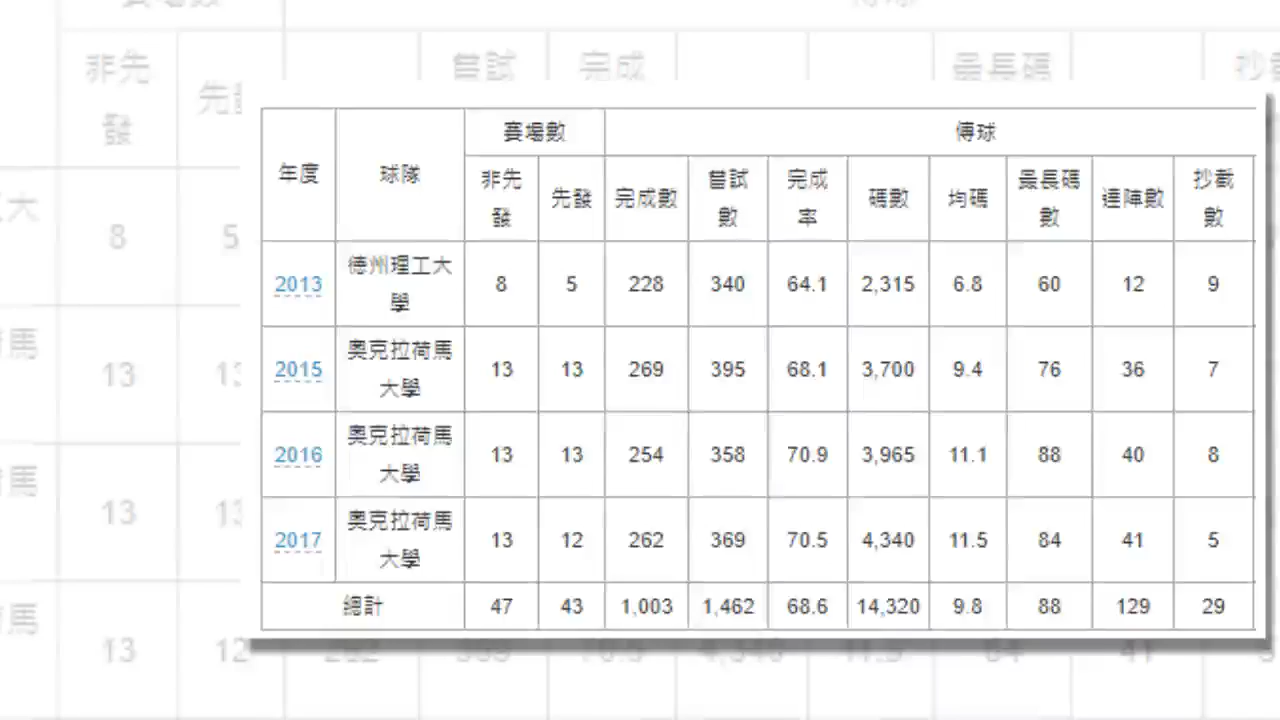 年度 球隊 賽場數 傳球
非先發 先發 完成數 嘗試數 完成率 碼數 均碼 最長碼數 達陣數 抄截數
2013 德州理工大學 8 5 228 340 64.1 2,315 6.8 60 12 9
2015 奧克拉荷馬大學 13 13 269 395 68.1 3,700 9.4 76 36 7
2016 奧克拉荷馬大學 13 13 254 358 70.9 3,965 11.1 88 40 8
2017 奧克拉荷馬大學 13 12 262 369 70.5 4,340 11.5 84 41 5
總計 47 43 1,003 1,462 68.6 14,320 9.8 88 129 29